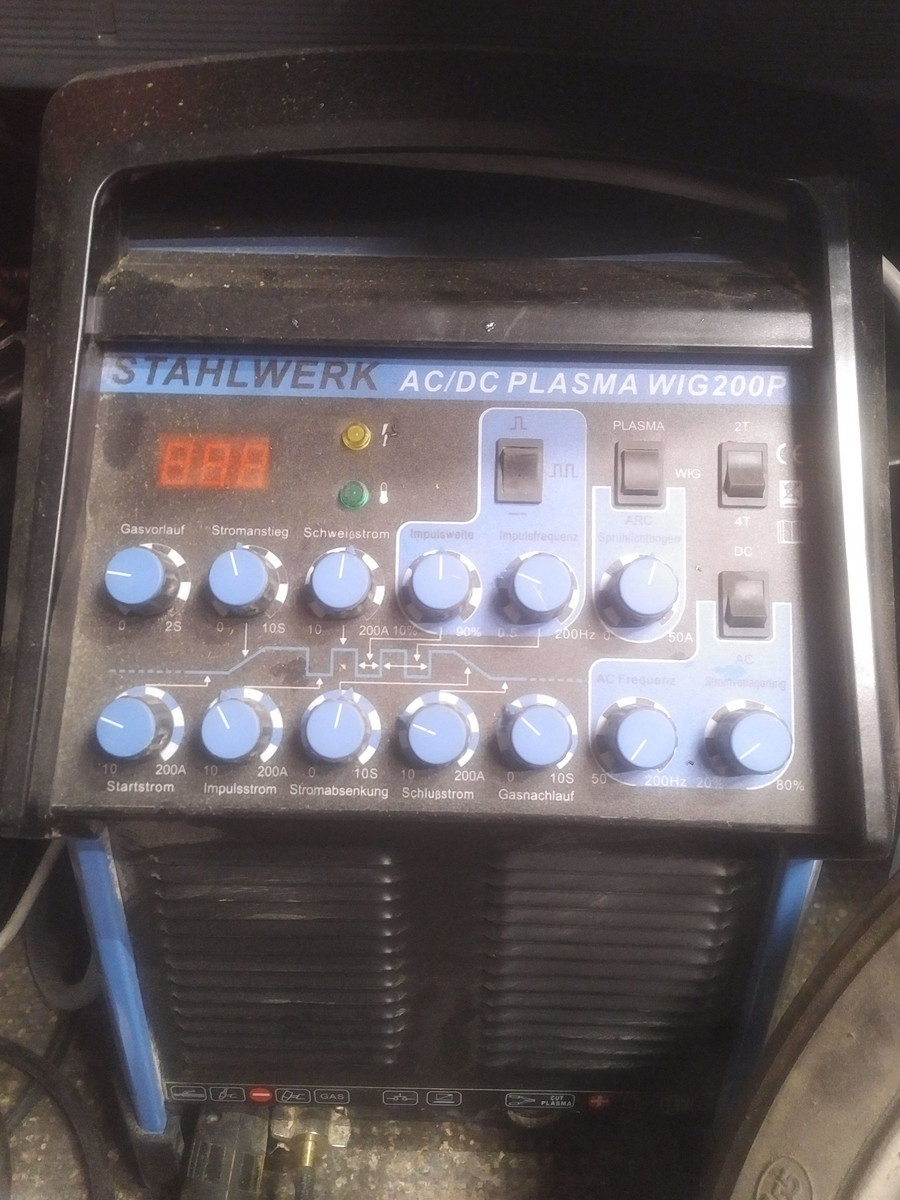 STAHLWERK AC/DC PLASMA WIG200P
PLASMA
WIG
2T
4T
Gasvorlauf Stromanstieg Schweißstrom Impulsweite Impulsfrequenz
ARC
DC
0 2S 0 10S 10 200A 10% 90% 0.5 200Hz 0 50A
AC
AC Frequenz
10 200A 10 200A 0 10S 10 200A 0 10S 50 200Hz 20 80%
Startstrom Impulsstrom Stromabsenkung Schlußstrom Gasnachlauf
GAS
CUT
PLASMA